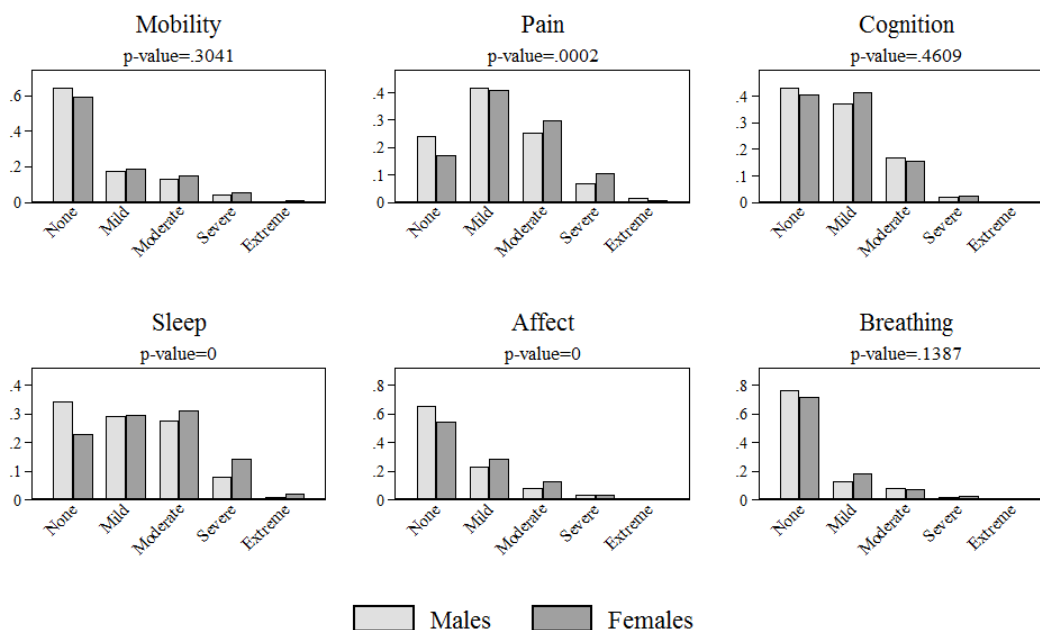 Mobility
p-value=.3041
.6
.4
.2
0
None
Mild
Moderate
Severe
Extreme
Pain
p-value=.0002
.4
.3
.2
.1
0
None
Mild
Moderate
Severe
Extreme
Cognition
p-value=.4609
.4
.3
.2
.1
0
None
Mild
Moderate
Severe
Extreme
Sleep
p-value=0
.4
.3
.2
.1
0
None
Mild
Moderate
Severe
Extreme
Affect
p-value=0
.8
.6
.4
.2
0
None
Mild
Moderate
Severe
Extreme
Breathing
p-value=.1387
.8
.6
.4
.2
0
None
Mild
Moderate
Severe
Extreme
Males
Females